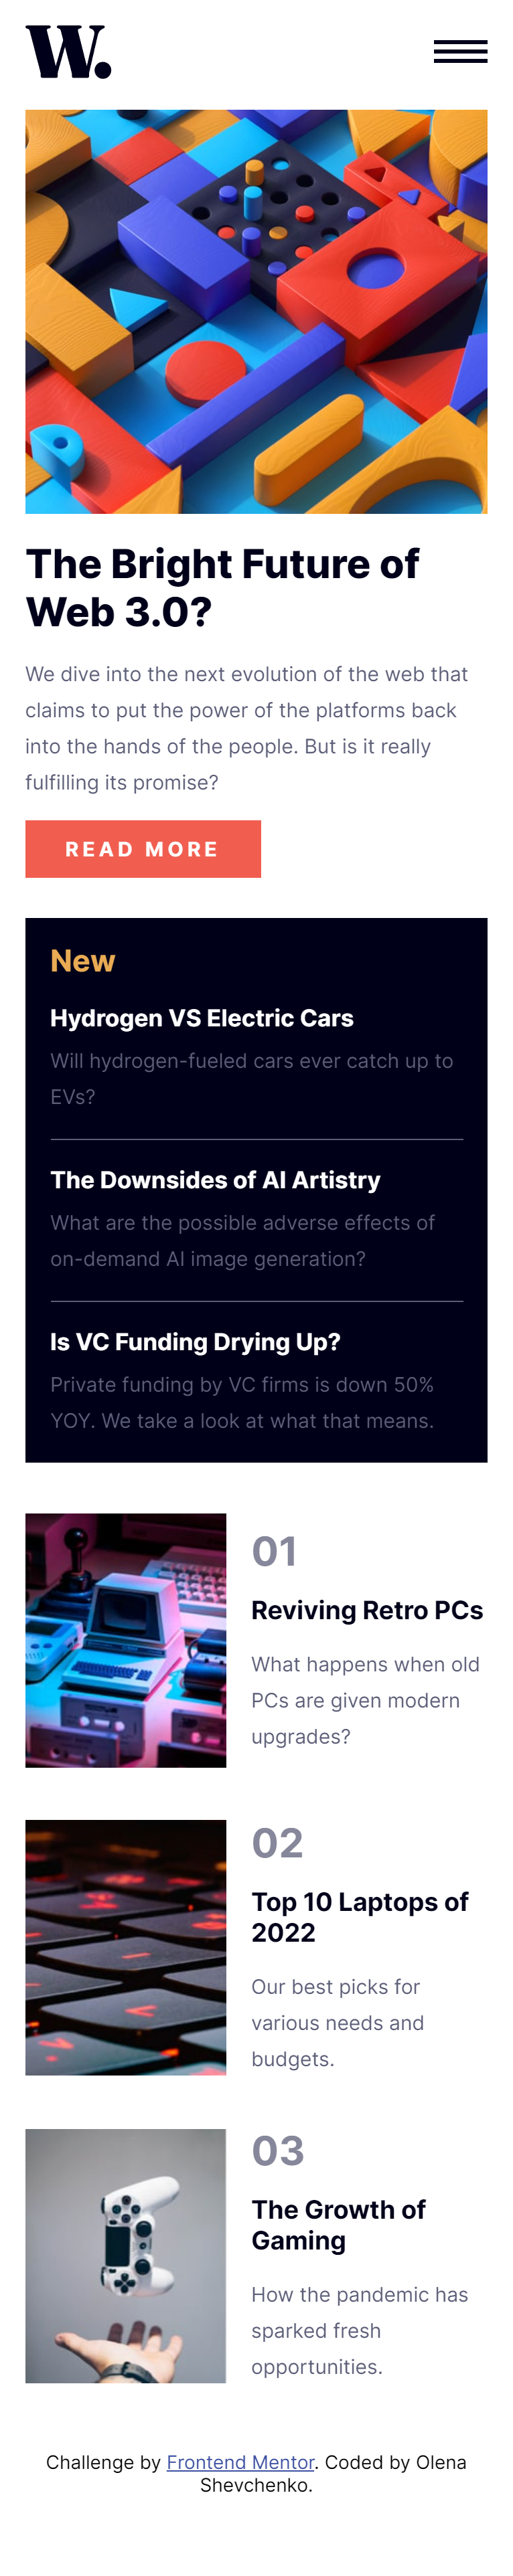 W.
The Bright Future of
Web 3.0?
We dive into the next evolution of the web that
claims to put the power of the platforms back
into the hands of the people. But is it really
fulfilling its promise?
READ MORE
New
Hydrogen VS Electric Cars
Will hydrogen-fueled cars ever catch up to
EVs?
The Downsides of AI Artistry
What are the possible adverse effects of
on-demand AI image generation?
Is VC Funding Drying Up?
Private funding by VC firms is down 50%
YOY. We take a look at what that means.
01
Reviving Retro PCs
What happens when old
PCs are given modern
upgrades?
02
Top 10 Laptops of
2022
Our best picks for
various needs and
budgets.
03
The Growth of
Gaming
How the pandemic has
sparked fresh
opportunities.
Challenge by Frontend Mentor. Coded by Olena
Shevchenko.